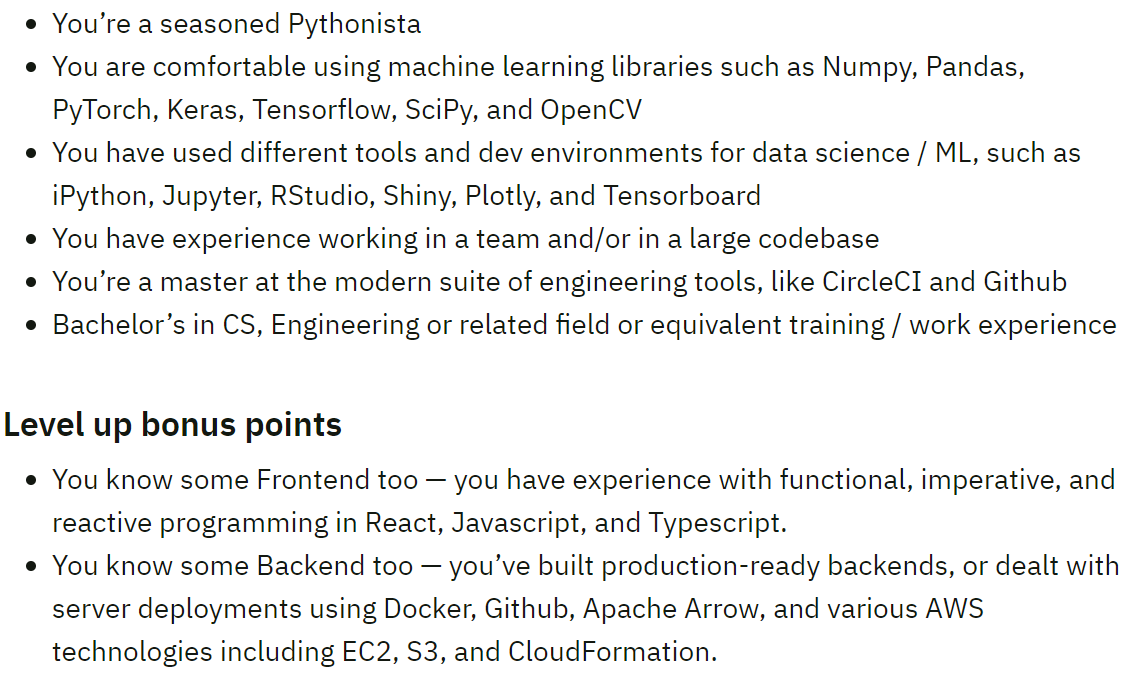 You’re a seasoned Pythonista
You are comfortable using machine learning libraries such as Numpy, Pandas,
PyTorch, Keras, Tensorflow, SciPy, and OpenCV
You have used different tools and dev environments for data science / ML, such as
iPython, Jupyter, RStudio, Shiny, Plotly, and Tensorboard
You have experience working in a team and/or in a large codebase
You’re a master at the modern suite of engineering tools, like CircleCI and Github
Bachelor’s in CS, Engineering or related field or equivalent training / work experience
Level up bonus points
You know some Frontend too — you have experience with functional, imperative, and
reactive programming in React, Javascript, and Typescript.
You know some Backend too — you’ve built production-ready backends, or dealt with
server deployments using Docker, Github, Apache Arrow, and various AWS
technologies including EC2, S3, and CloudFormation.